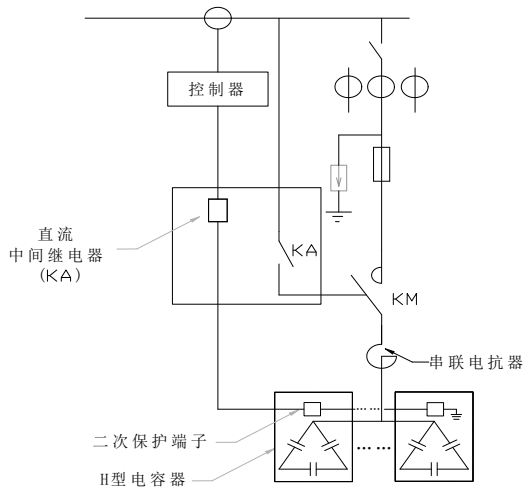 控制器
直流
中间继电器
(KA)
KA
KM
串联电抗器
二次保护端子
H型电容器